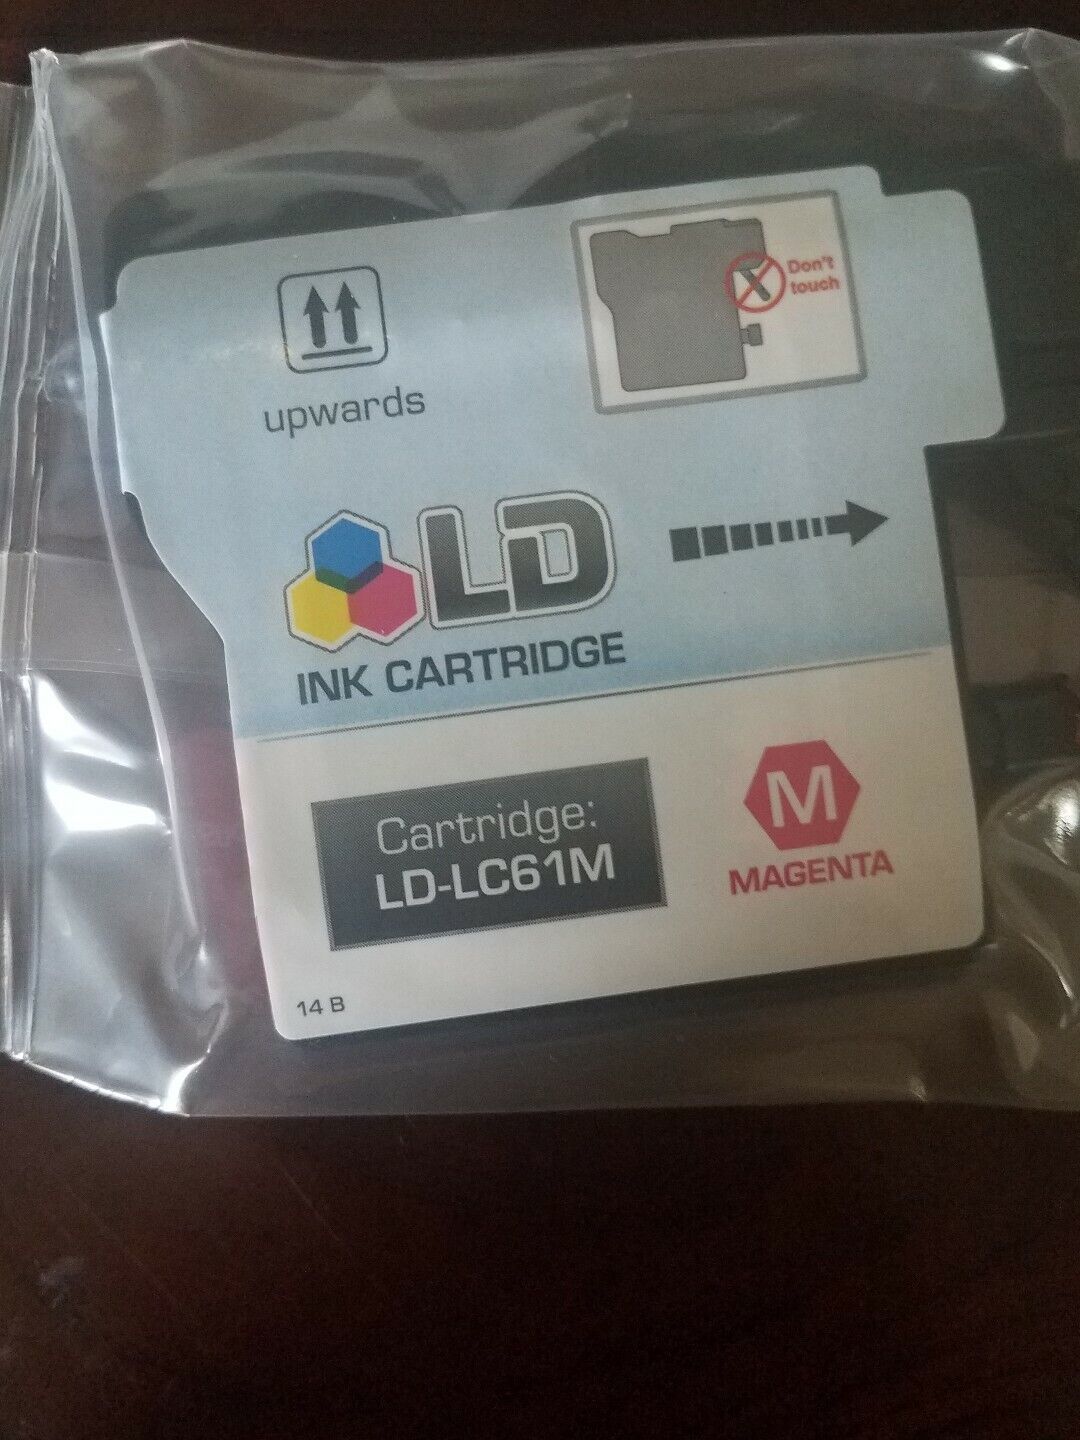 Don't
touch
upwards
LD
INK CARTRIDGE
Cartridge:
LD-LC61M
M
MAGENTA
14 B